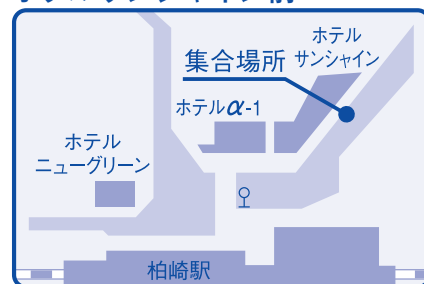 ホテル
サンシャイン
集合場所
ホテルα-1
ホテル
ニューグリーン
柏崎駅